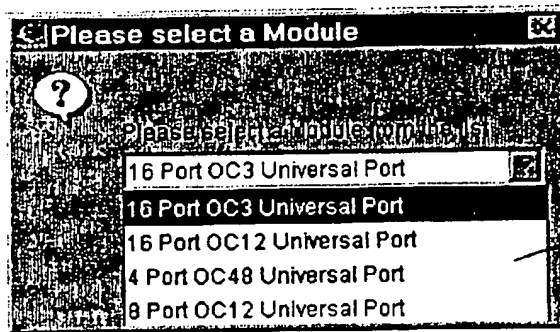 Please select a Module
?
Please select a Module from the list
16 Port OC3 Universal Port
16 Port OC3 Universal Port
16 Port OC12 Universal Port
4 Port OC48 Universal Port
8 Port OC12 Universal Port